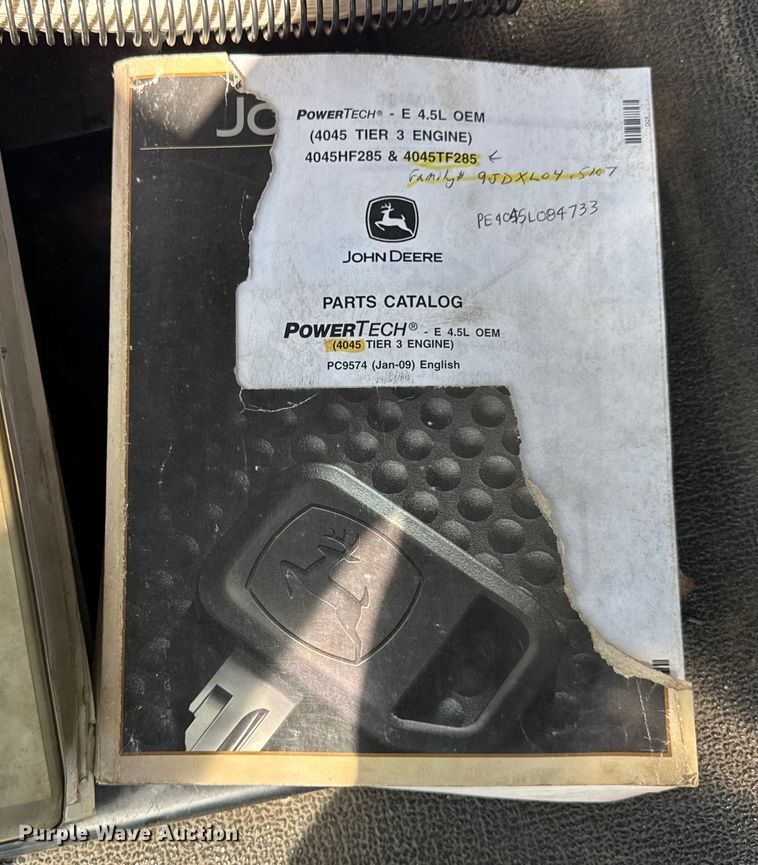 JO
POWERTECH® - E 4.5L OEM
(4045 TIER 3 ENGINE)
4045HF285 & 4045TF285 ←
Family# 9JDXL04.5107
PE4045L084733
JOHN DEERE
PARTS CATALOG
POWERTECH® - E 4.5L OEM
(4045 TIER 3 ENGINE)
PC9574 (Jan-09) English
Purple Wave Auction